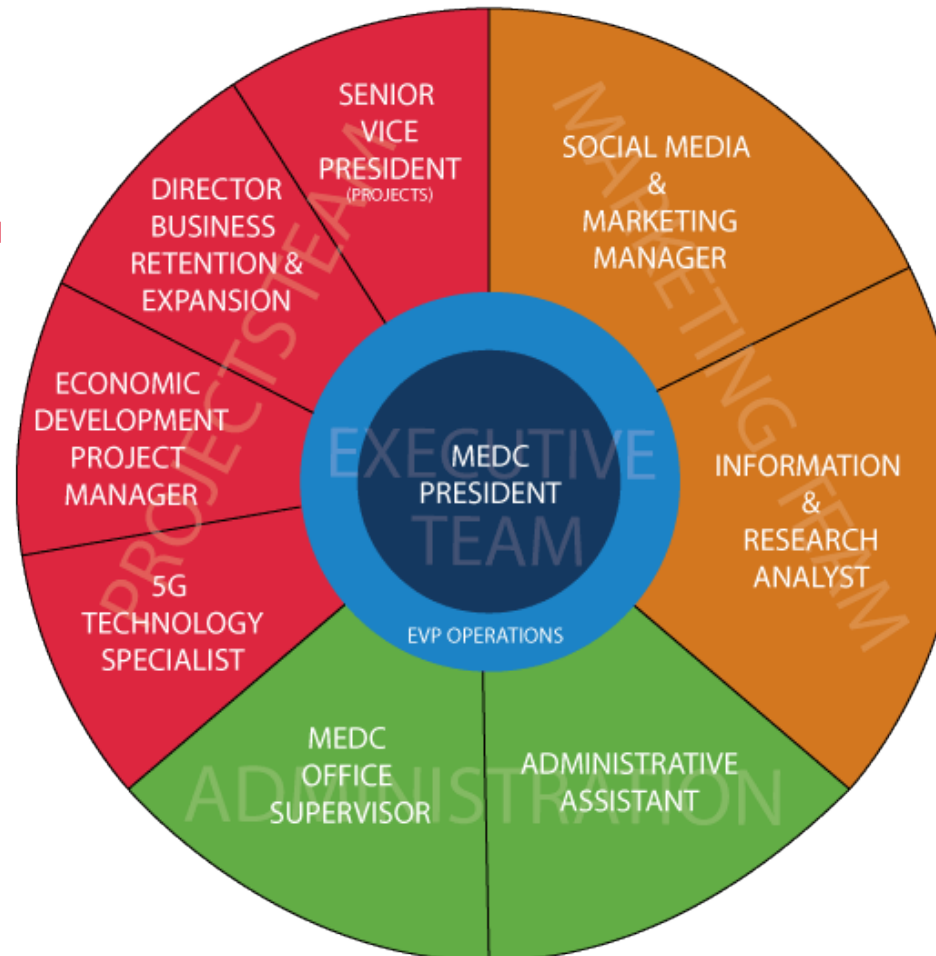 SENIOR
VICE
PRESIDENT
(PROJECTS)
SOCIAL MEDIA
&
MARKETING
MANAGER
MARKETING TEAM
INFORMATION
&
RESEARCH
ANALYST
DIRECTOR
BUSINESS
RETENTION &
EXPANSION
PROJECTS TEAM
ECONOMIC
DEVELOPMENT
PROJECT
MANAGER
5G
TECHNOLOGY
SPECIALIST
EXECUTIVE
TEAM
MEDC
PRESIDENT
EVP OPERATIONS
MEDC
OFFICE
SUPERVISOR
ADMINISTRATIVE
ASSISTANT
ADMINISTRATION